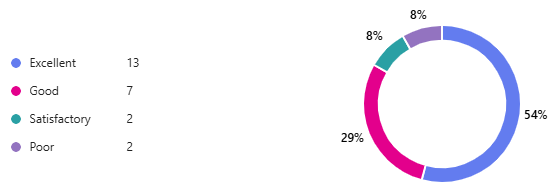 8%
8%
Excellent 13
Good 7
Satisfactory 2
Poor 2
54%
29%